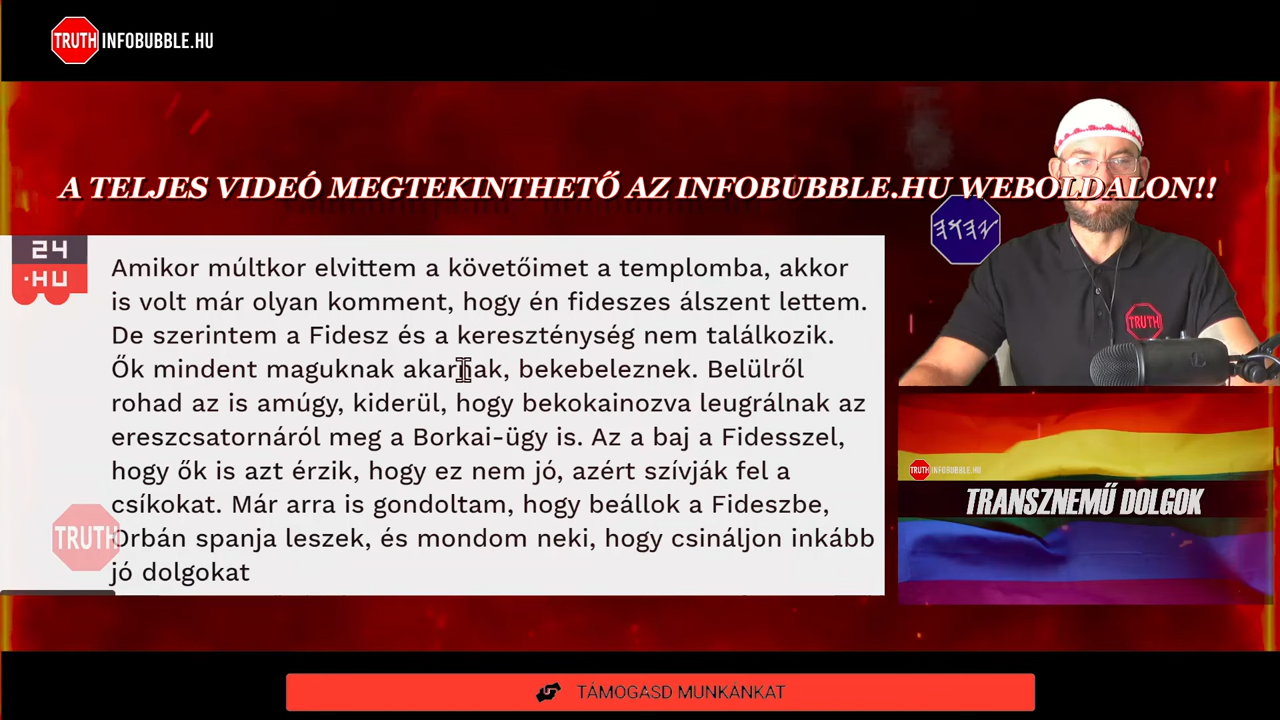 TRUTH INFOBUBBLE.HU
A TELJES VIDEÓ MEGTEKINTHETŐ AZ INFOBUBBLE.HU WEBOLDALON!!
24
.HU
Amikor múltkor elvittem a követőimet a templomba, akkor
is volt már olyan komment, hogy én fideszes álszent lettem.
De szerintem a Fidesz és a kereszténység nem találkozik.
Ők mindent maguknak akarnak, bekebeleznek. Belülről
rohad az is amúgy, kiderül, hogy bekokainozva leugrálnak az
ereszcsatornáról meg a Borkai-ügy is. Az a baj a Fidesszel,
hogy ők is azt érzik, hogy ez nem jó, azért szívják fel a
csíkokat. Már arra is gondoltam, hogy beállok a Fideszbe,
Orbán spanja leszek, és mondom neki, hogy csináljon inkább
jó dolgokat
TRUTH
𐤉𐤄𐤅𐤄
TRUTH
TRUTH INFOBUBBLE.HU
TRANSZNEMŰ DOLGOK
TÁMOGASD MUNKÁNKAT